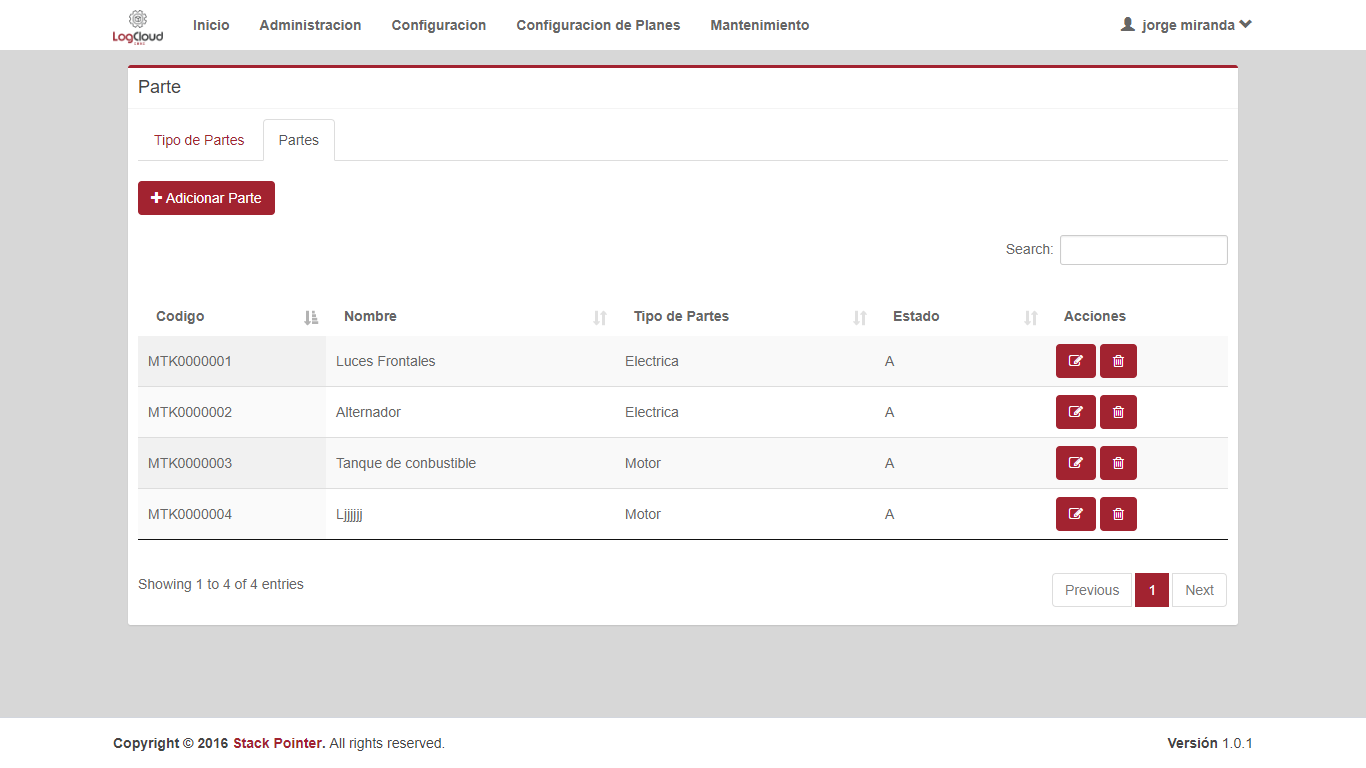 LogCloud Inicio Administracion Configuracion Configuracion de Planes Mantenimiento jorge miranda
Parte
Tipo de Partes Partes
Adicionar Parte
Search:
Codigo Nombre Tipo de Partes Estado Acciones
MTK0000001 Luces Frontales Electrica A
MTK0000002 Alternador Electrica A
MTK0000003 Tanque de conbustible Motor A
MTK0000004 Ljjjjjj Motor A
Showing 1 to 4 of 4 entries Previous 1 Next
Copyright © 2016 Stack Pointer. All rights reserved. Versión 1.0.1